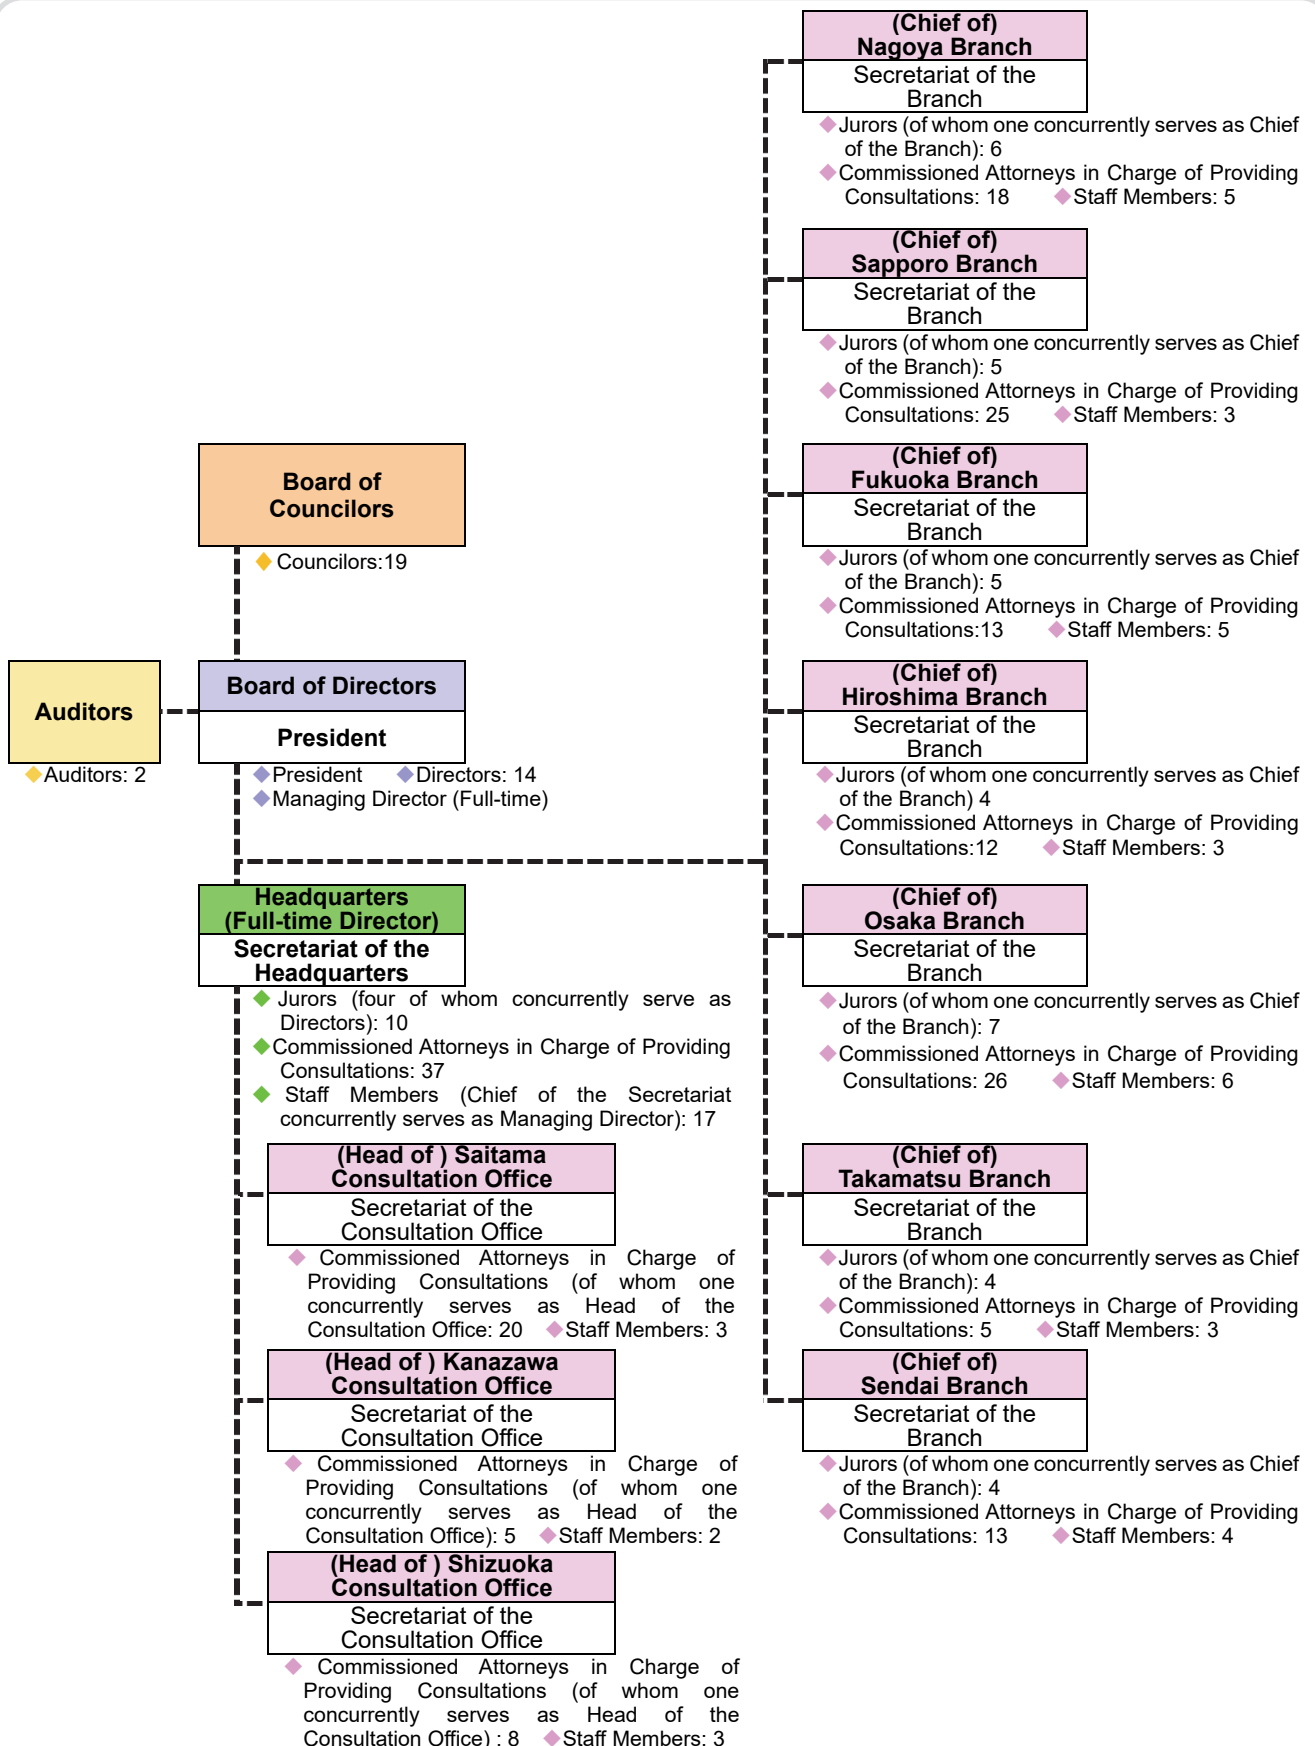 Board of
Councilors
◆ Councilors:19
Auditors
◆Auditors: 2
Board of Directors
President
◆President ◆Directors: 14
◆Managing Director (Full-time)
Headquarters
(Full-time Director)
Secretariat of the
Headquarters
◆ Jurors (four of whom concurrently serve as
Directors): 10
◆Commissioned Attorneys in Charge of Providing
Consultations: 37
◆ Staff Members (Chief of the Secretariat
concurrently serves as Managing Director): 17
(Head of ) Saitama
Consultation Office
Secretariat of the
Consultation Office
◆ Commissioned Attorneys in Charge of
Providing Consultations (of whom one
concurrently serves as Head of the
Consultation Office: 20 ◆Staff Members: 3
(Head of ) Kanazawa
Consultation Office
Secretariat of the
Consultation Office
◆ Commissioned Attorneys in Charge of
Providing Consultations (of whom one
concurrently serves as Head of the
Consultation Office): 5 ◆Staff Members: 2
(Head of ) Shizuoka
Consultation Office
Secretariat of the
Consultation Office
◆ Commissioned Attorneys in Charge of
Providing Consultations (of whom one
concurrently serves as Head of the
Consultation Office) : 8 ◆Staff Members: 3
(Chief of)
Nagoya Branch
Secretariat of the
Branch
◆Jurors (of whom one concurrently serves as Chief
of the Branch): 6
◆Commissioned Attorneys in Charge of Providing
Consultations: 18 ◆Staff Members: 5
(Chief of)
Sapporo Branch
Secretariat of the
Branch
◆Jurors (of whom one concurrently serves as Chief
of the Branch): 5
◆Commissioned Attorneys in Charge of Providing
Consultations: 25 ◆Staff Members: 3
(Chief of)
Fukuoka Branch
Secretariat of the
Branch
◆Jurors (of whom one concurrently serves as Chief
of the Branch): 5
◆Commissioned Attorneys in Charge of Providing
Consultations:13 ◆Staff Members: 5
(Chief of)
Hiroshima Branch
Secretariat of the
Branch
◆Jurors (of whom one concurrently serves as Chief
of the Branch) 4
◆Commissioned Attorneys in Charge of Providing
Consultations:12 ◆Staff Members: 3
(Chief of)
Osaka Branch
Secretariat of the
Branch
◆Jurors (of whom one concurrently serves as Chief
of the Branch): 7
◆Commissioned Attorneys in Charge of Providing
Consultations: 26 ◆Staff Members: 6
(Chief of)
Takamatsu Branch
Secretariat of the
Branch
◆Jurors (of whom one concurrently serves as Chief
of the Branch): 4
◆Commissioned Attorneys in Charge of Providing
Consultations: 5 ◆Staff Members: 3
(Chief of)
Sendai Branch
Secretariat of the
Branch
◆Jurors (of whom one concurrently serves as Chief
of the Branch): 4
◆Commissioned Attorneys in Charge of Providing
Consultations: 13 ◆Staff Members: 4